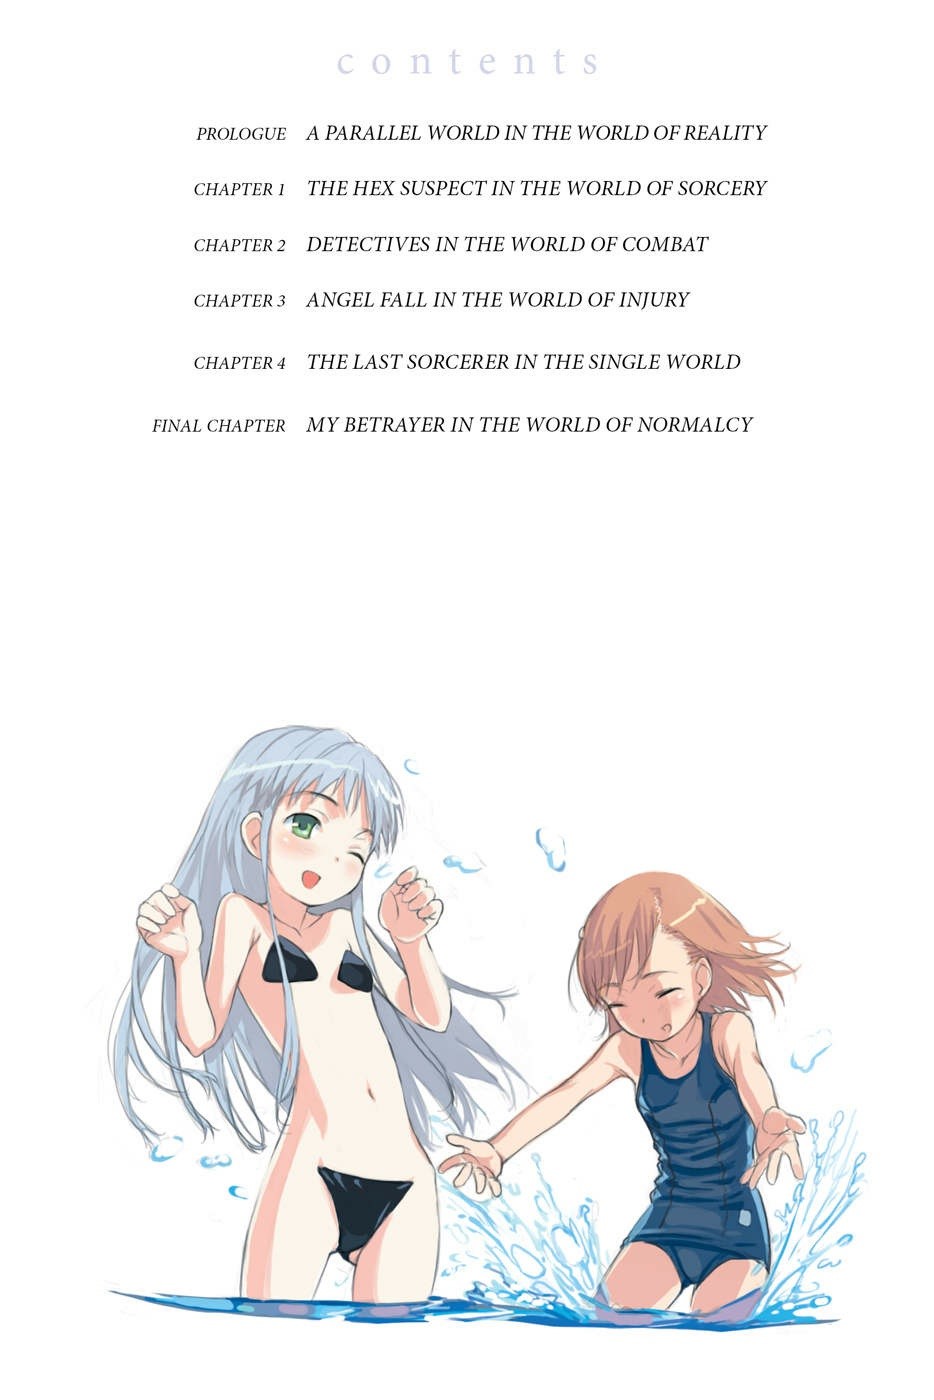 contents
PROLOGUE A PARALLEL WORLD IN THE WORLD OF REALITY
CHAPTER 1 THE HEX SUSPECT IN THE WORLD OF SORCERY
CHAPTER 2 DETECTIVES IN THE WORLD OF COMBAT
CHAPTER 3 ANGEL FALL IN THE WORLD OF INJURY
CHAPTER 4 THE LAST SORCERER IN THE SINGLE WORLD
FINAL CHAPTER MY BETRAYER IN THE WORLD OF NORMALCY